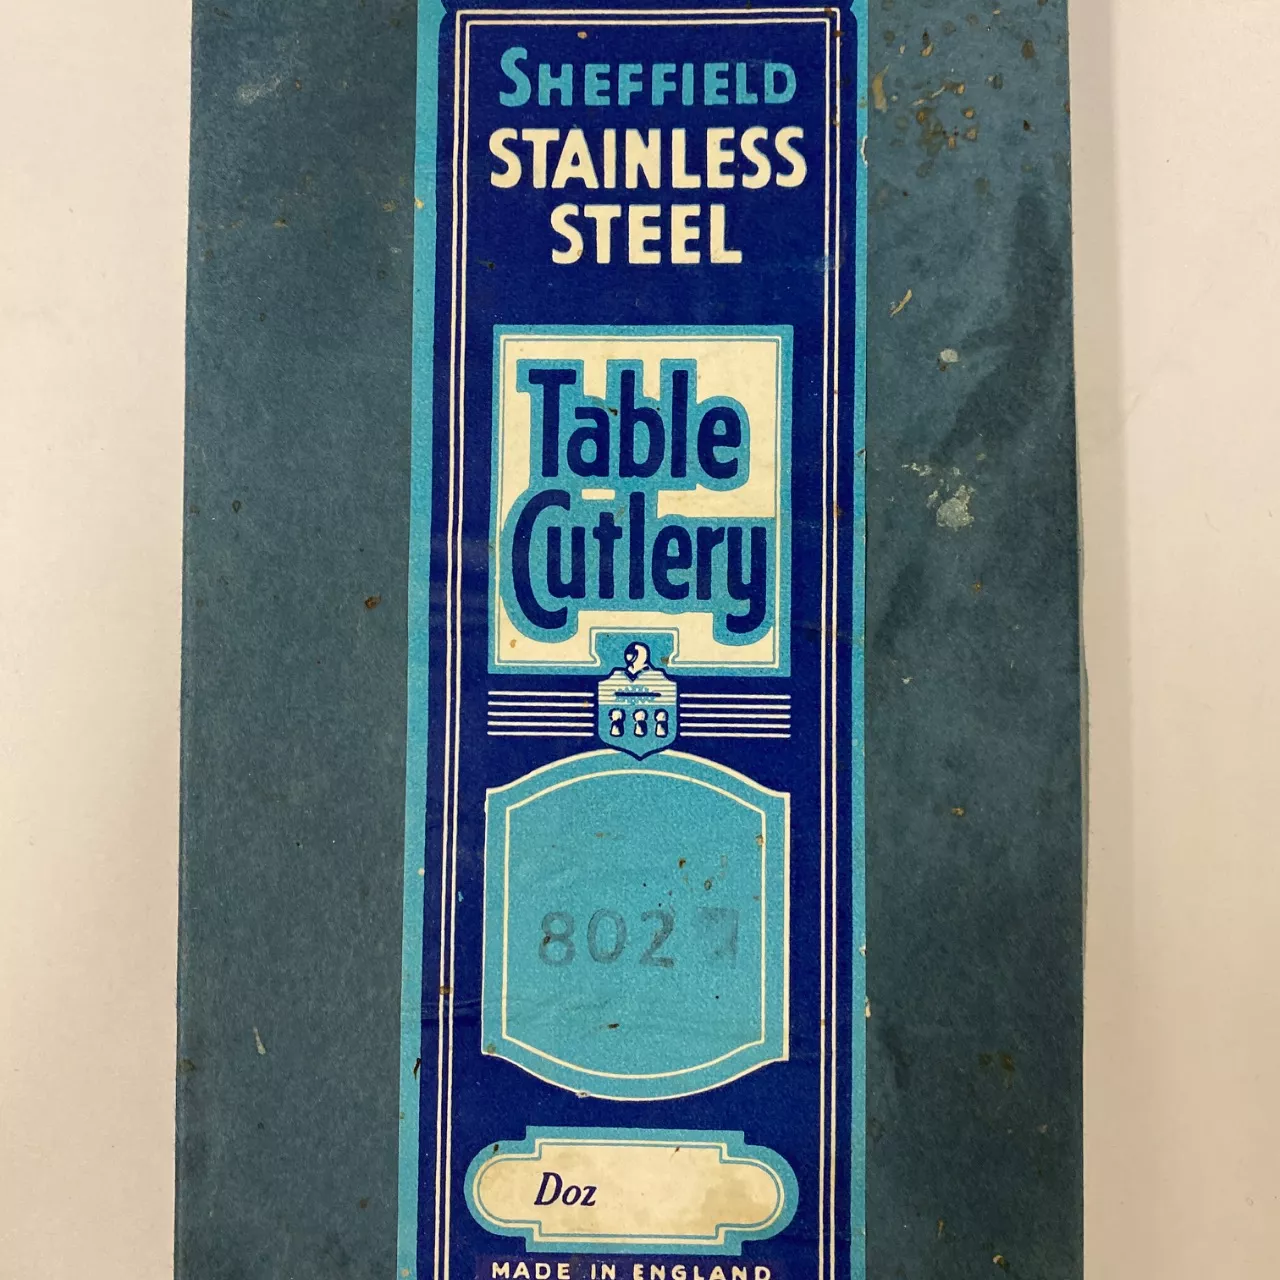 SHEFFIELD
STAINLESS
STEEL
Table
Cutlery
Doz
MADE IN ENGLAND